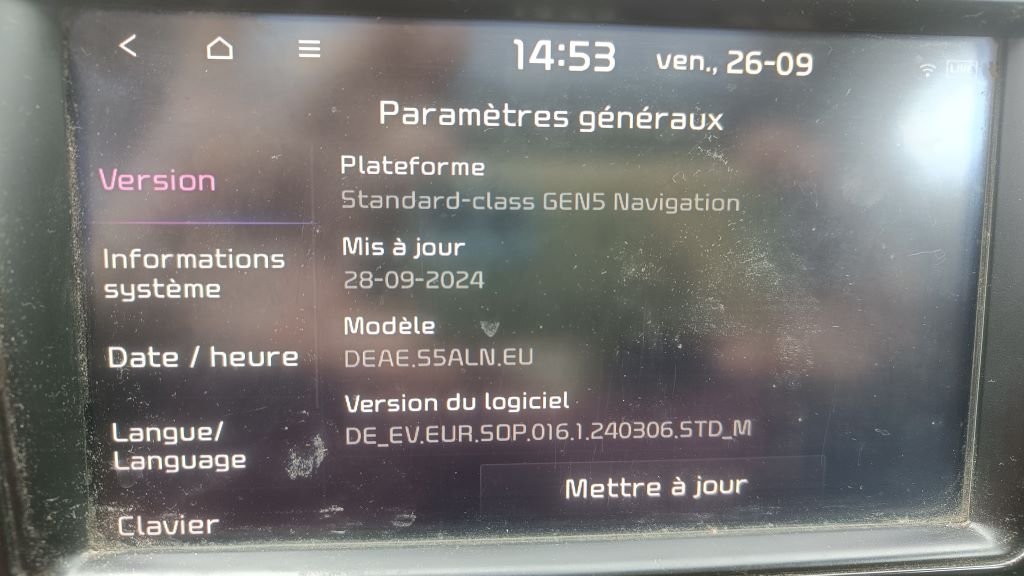 14:53 ven., 26-09
LIVE
Paramètres généraux
Version
Informations
système
Date / heure
Langue/
Language
Clavier
Plateforme
Standard-class GEN5 Navigation
Mis à jour
28-09-2024
Modèle
DEAE.S5ALN.EU
Version du logiciel
DE_EV.EUR.SOP.016.1.240306.STD_M
Mettre à jour